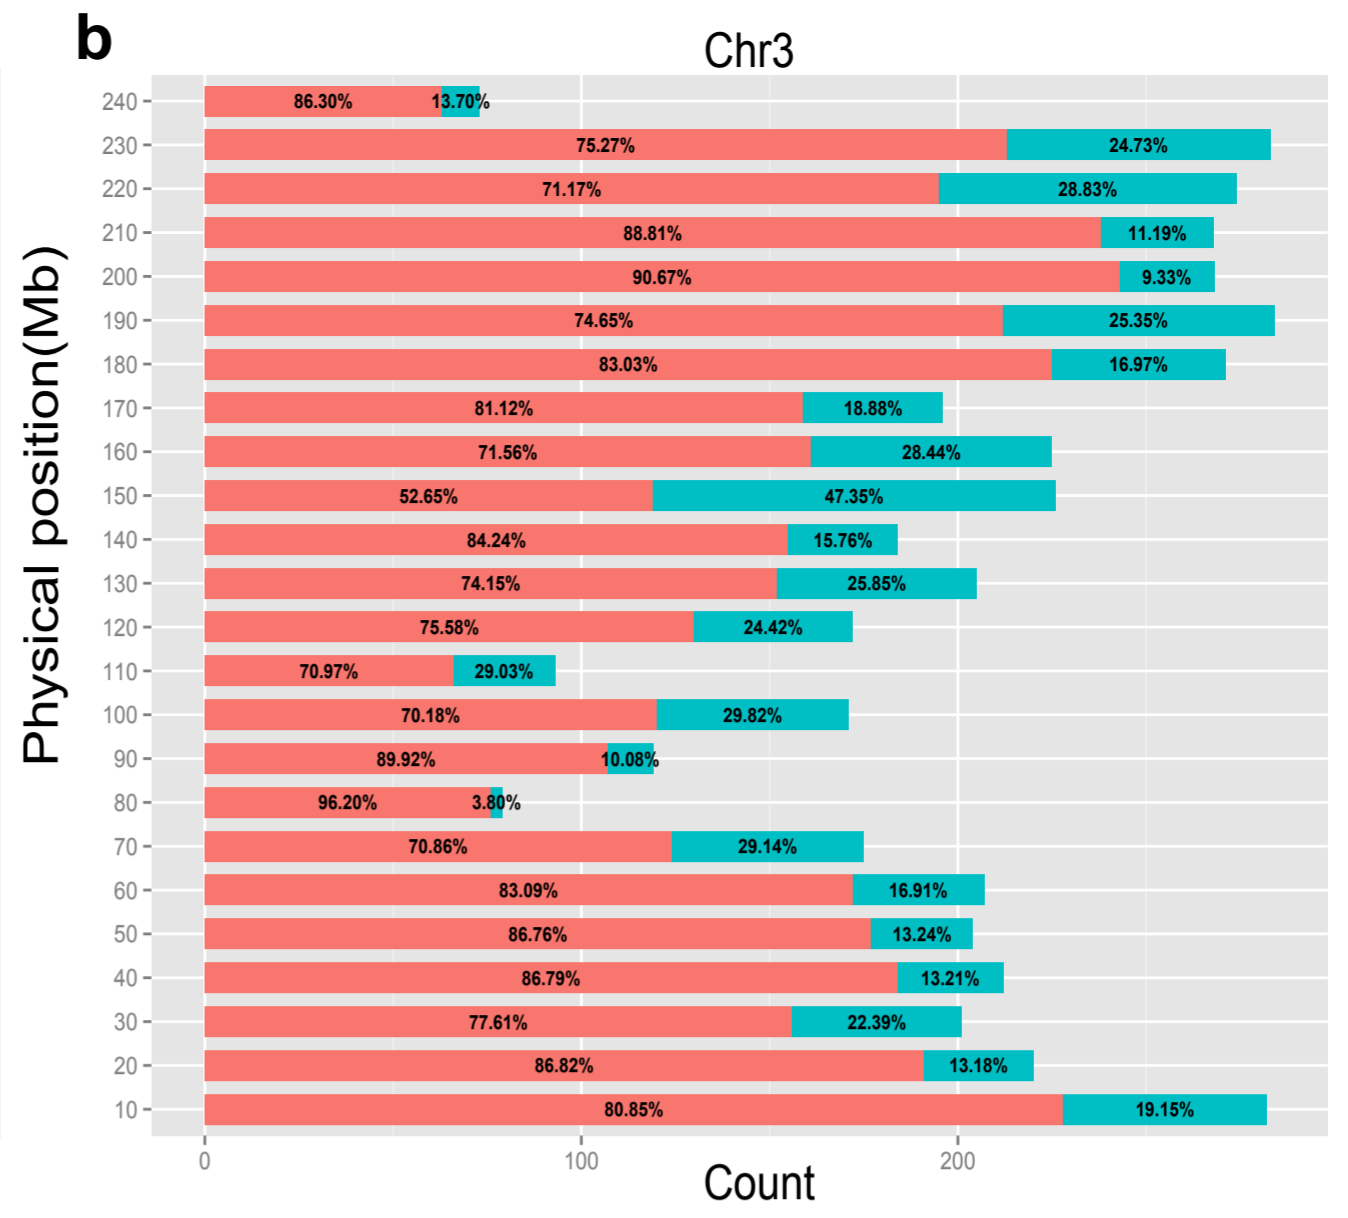 b
Chr3
Physical position(Mb)
240 86.30% 13.70%
230 75.27% 24.73%
220 71.17% 28.83%
210 88.81% 11.19%
200 90.67% 9.33%
190 74.65% 25.35%
180 83.03% 16.97%
170 81.12% 18.88%
160 71.56% 28.44%
150 52.65% 47.35%
140 84.24% 15.76%
130 74.15% 25.85%
120 75.58% 24.42%
110 70.97% 29.03%
100 70.18% 29.82%
90 89.92% 10.08%
80 96.20% 3.80%
70 70.86% 29.14%
60 83.09% 16.91%
50 86.76% 13.24%
40 86.79% 13.21%
30 77.61% 22.39%
20 86.82% 13.18%
10 80.85% 19.15%
0 100 200
Count